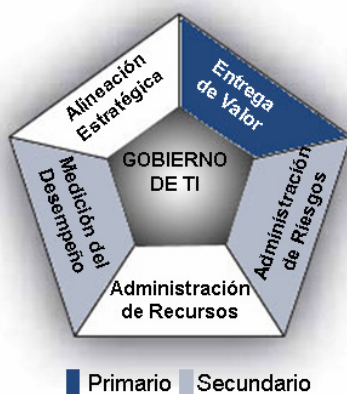 Alineación
Estratégica
Entrega
de Valor
GOBIERNO
DE TI
Medición del
Desempeño
Administración
de Riesgos
Administración
de Recursos
Primario Secundario